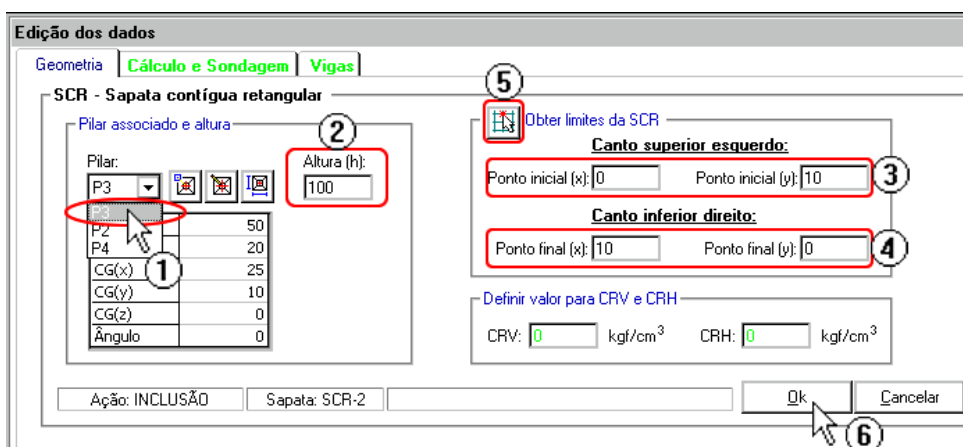 Edição dos dados
Geometria Cálculo e Sondagem Vigas
5
SCR - Sapata contígua retangular
Pilar associado e altura
2
Pilar:
Altura (h):
P3
100
P3
P2 50
P4 20
CG(x) 25
1
CG(y) 10
CG(z) 0
Ângulo 0
Obter limites da SCR
Canto superior esquerdo:
Ponto inicial (x): 0 Ponto inicial (y): 10
3
Canto inferior direito:
Ponto final (x): 10 Ponto final (y): 0
4
Definir valor para CRV e CRH
CRV: 0 kgf/cm³ CRH: 0 kgf/cm³
Ação: INCLUSÃO Sapata: SCR-2
Ok Cancelar
6